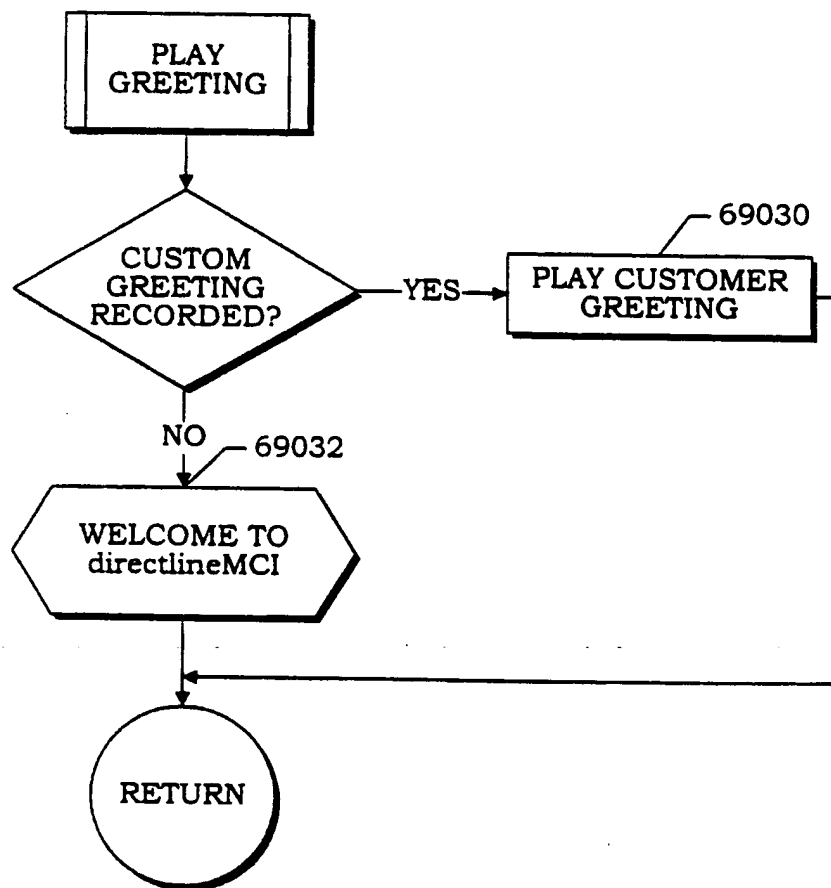 PLAY
GREETING
69030
CUSTOM
GREETING
RECORDED?
YES
PLAY CUSTOMER
GREETING
NO
69032
WELCOME TO
directlineMCI
RETURN